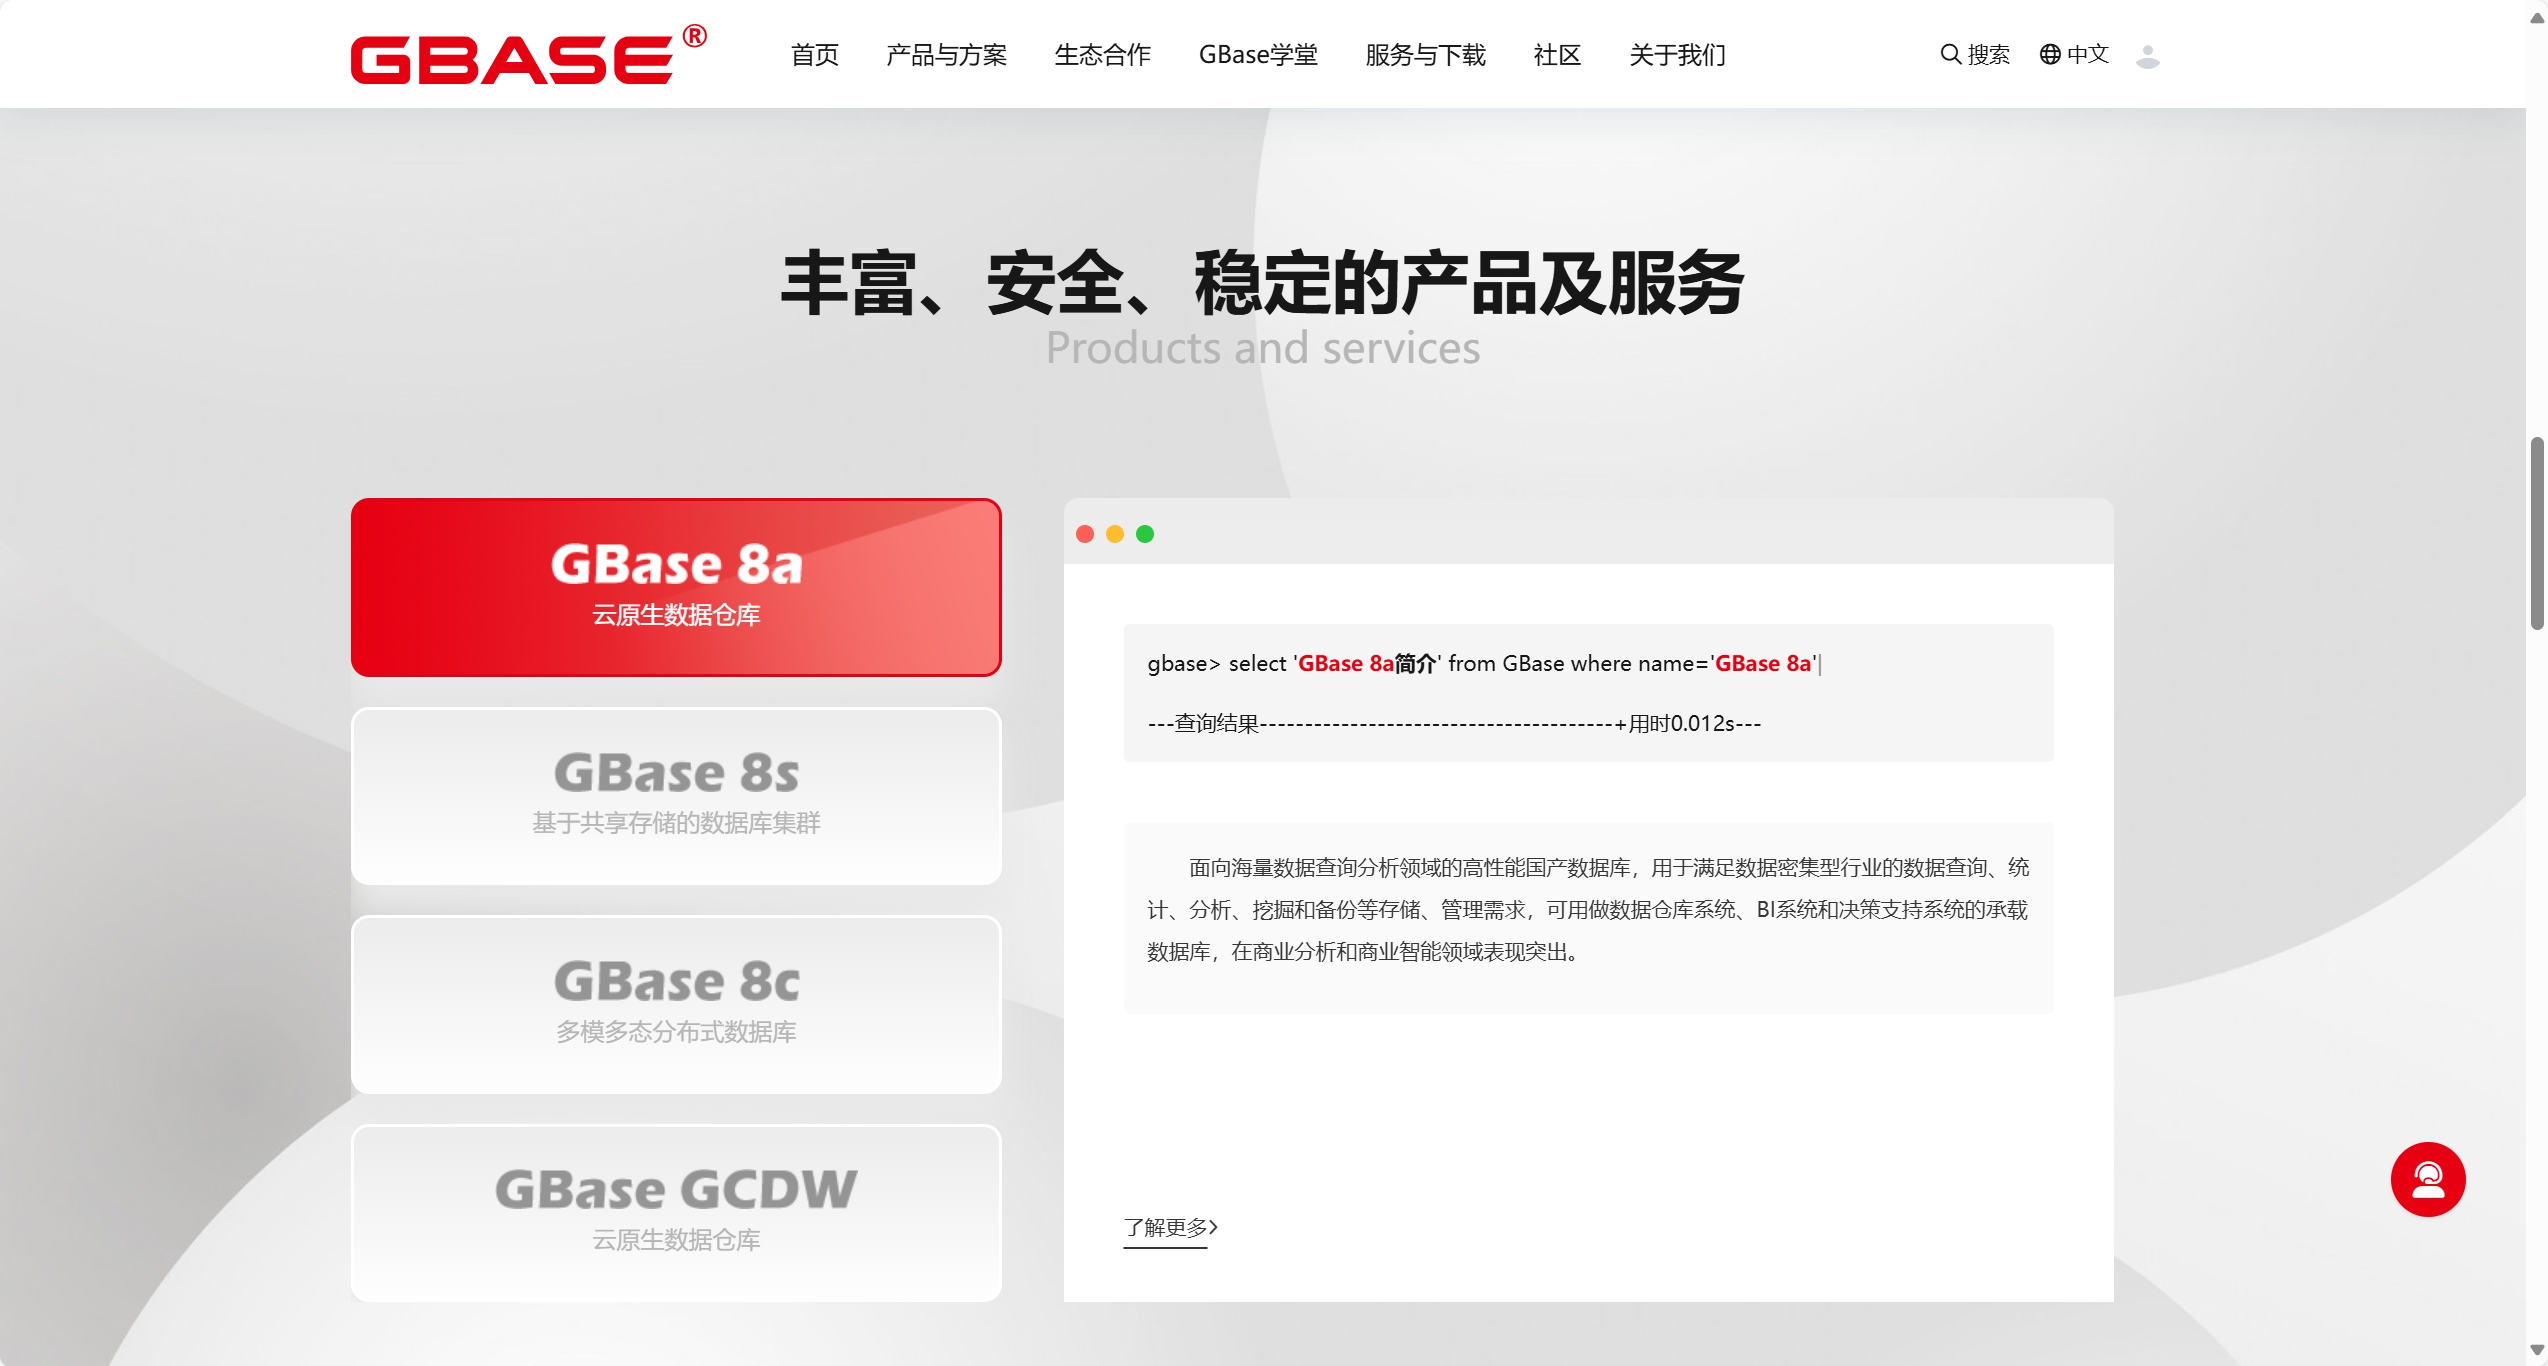 GBASE®
首页 产品与方案 生态合作 GBase学堂 服务与下载 社区 关于我们 搜索 中文
丰富、安全、稳定的产品及服务
Products and services
GBase 8a
云原生数据仓库
GBase 8s
基于共享存储的数据库集群
GBase 8c
多模多态分布式数据库
GBase GCDW
云原生数据仓库
gbase> select 'GBase 8a简介' from GBase where name='GBase 8a'|
---查询结果---------------------------------------+用时0.012s---
面向海量数据查询分析领域的高性能国产数据库，用于满足数据密集型行业的数据查询、统
计、分析、挖掘和备份等存储、管理需求，可用做数据仓库系统、BI系统和决策支持系统的承载
数据库，在商业分析和商业智能领域表现突出。
了解更多>